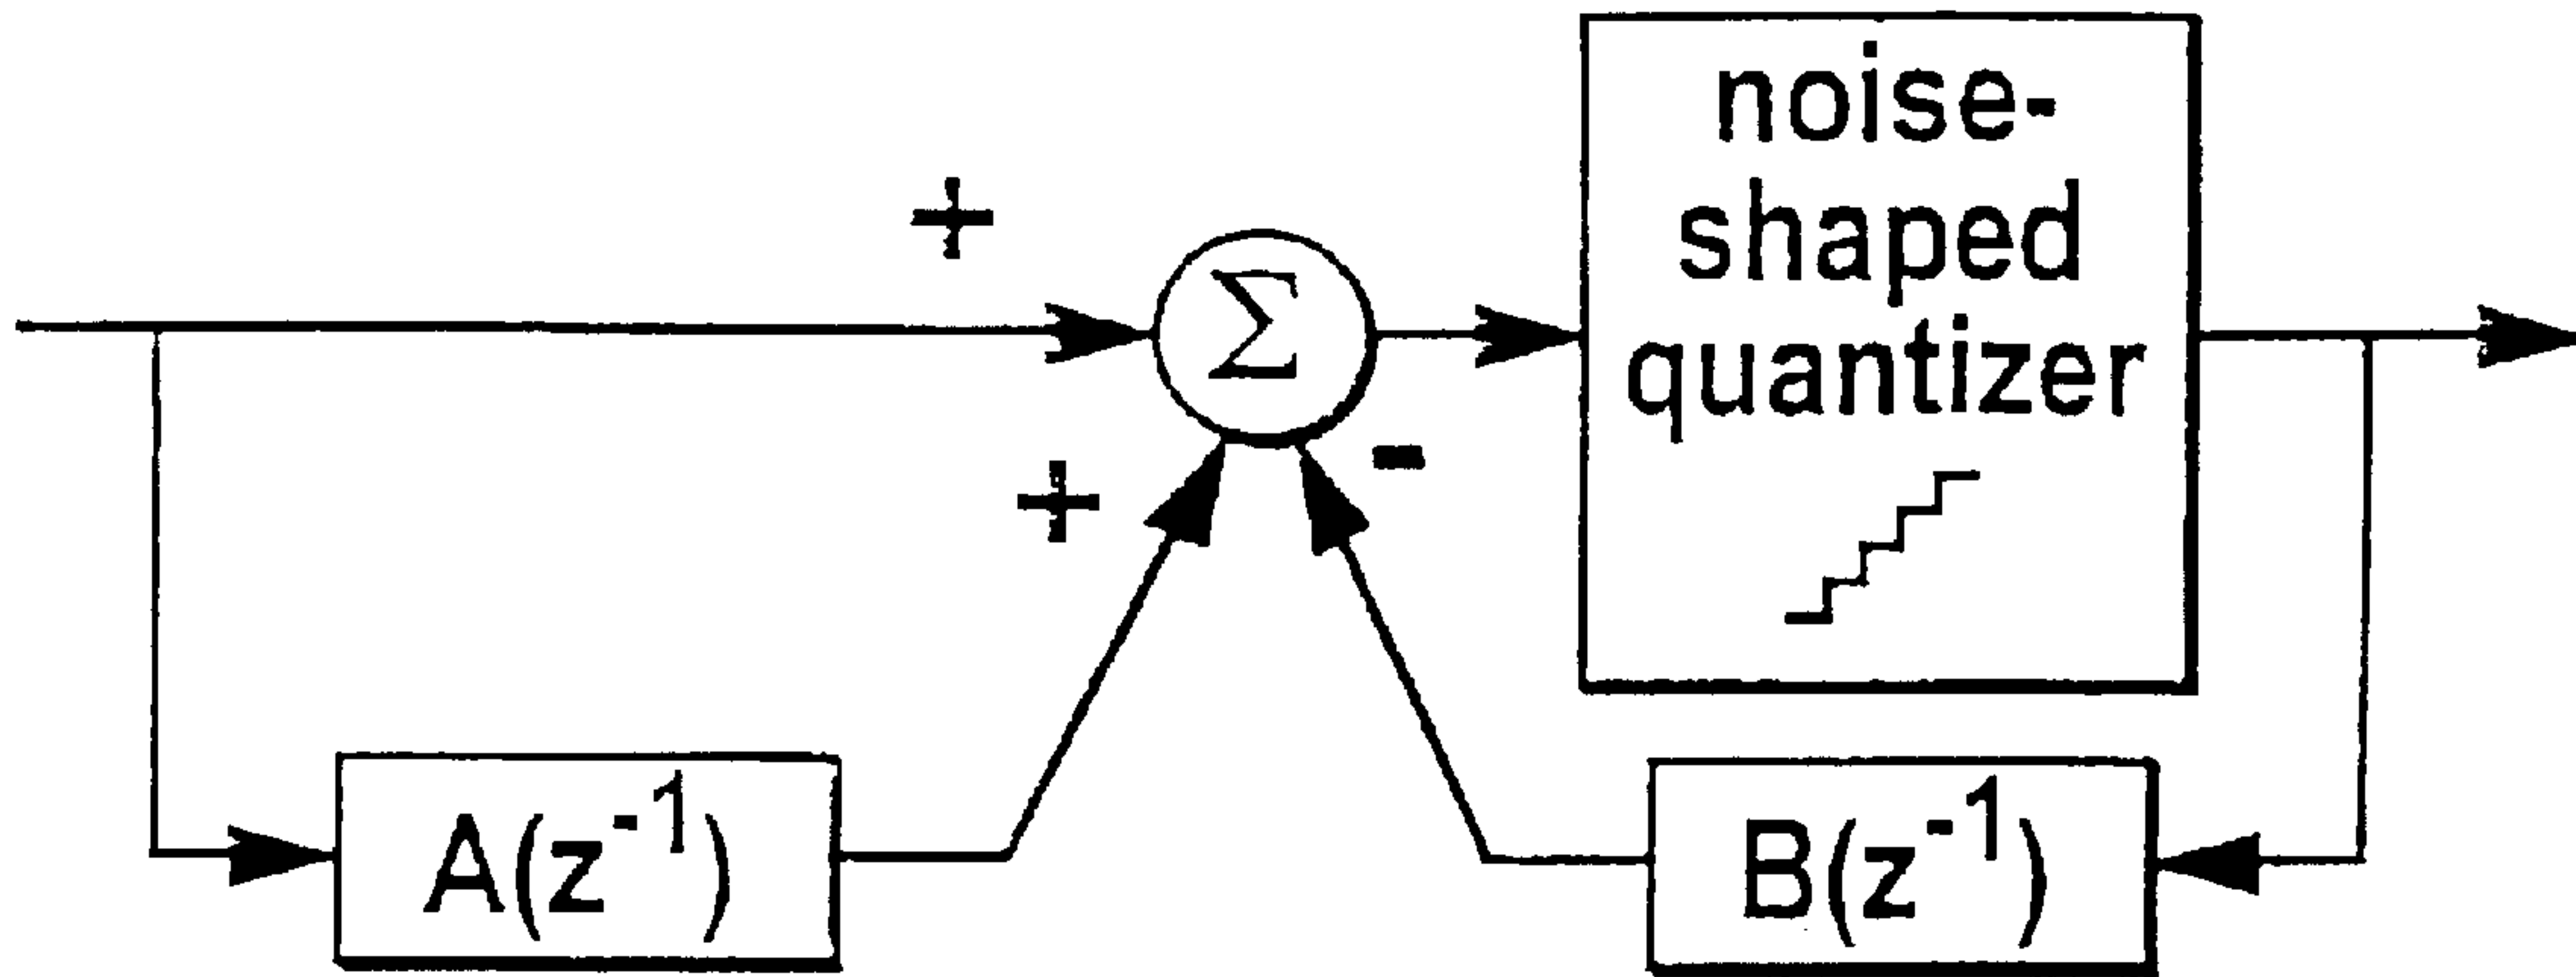 noise-
shaped
quantizer
+
Σ
+
-
A(z⁻¹)
B(z⁻¹)